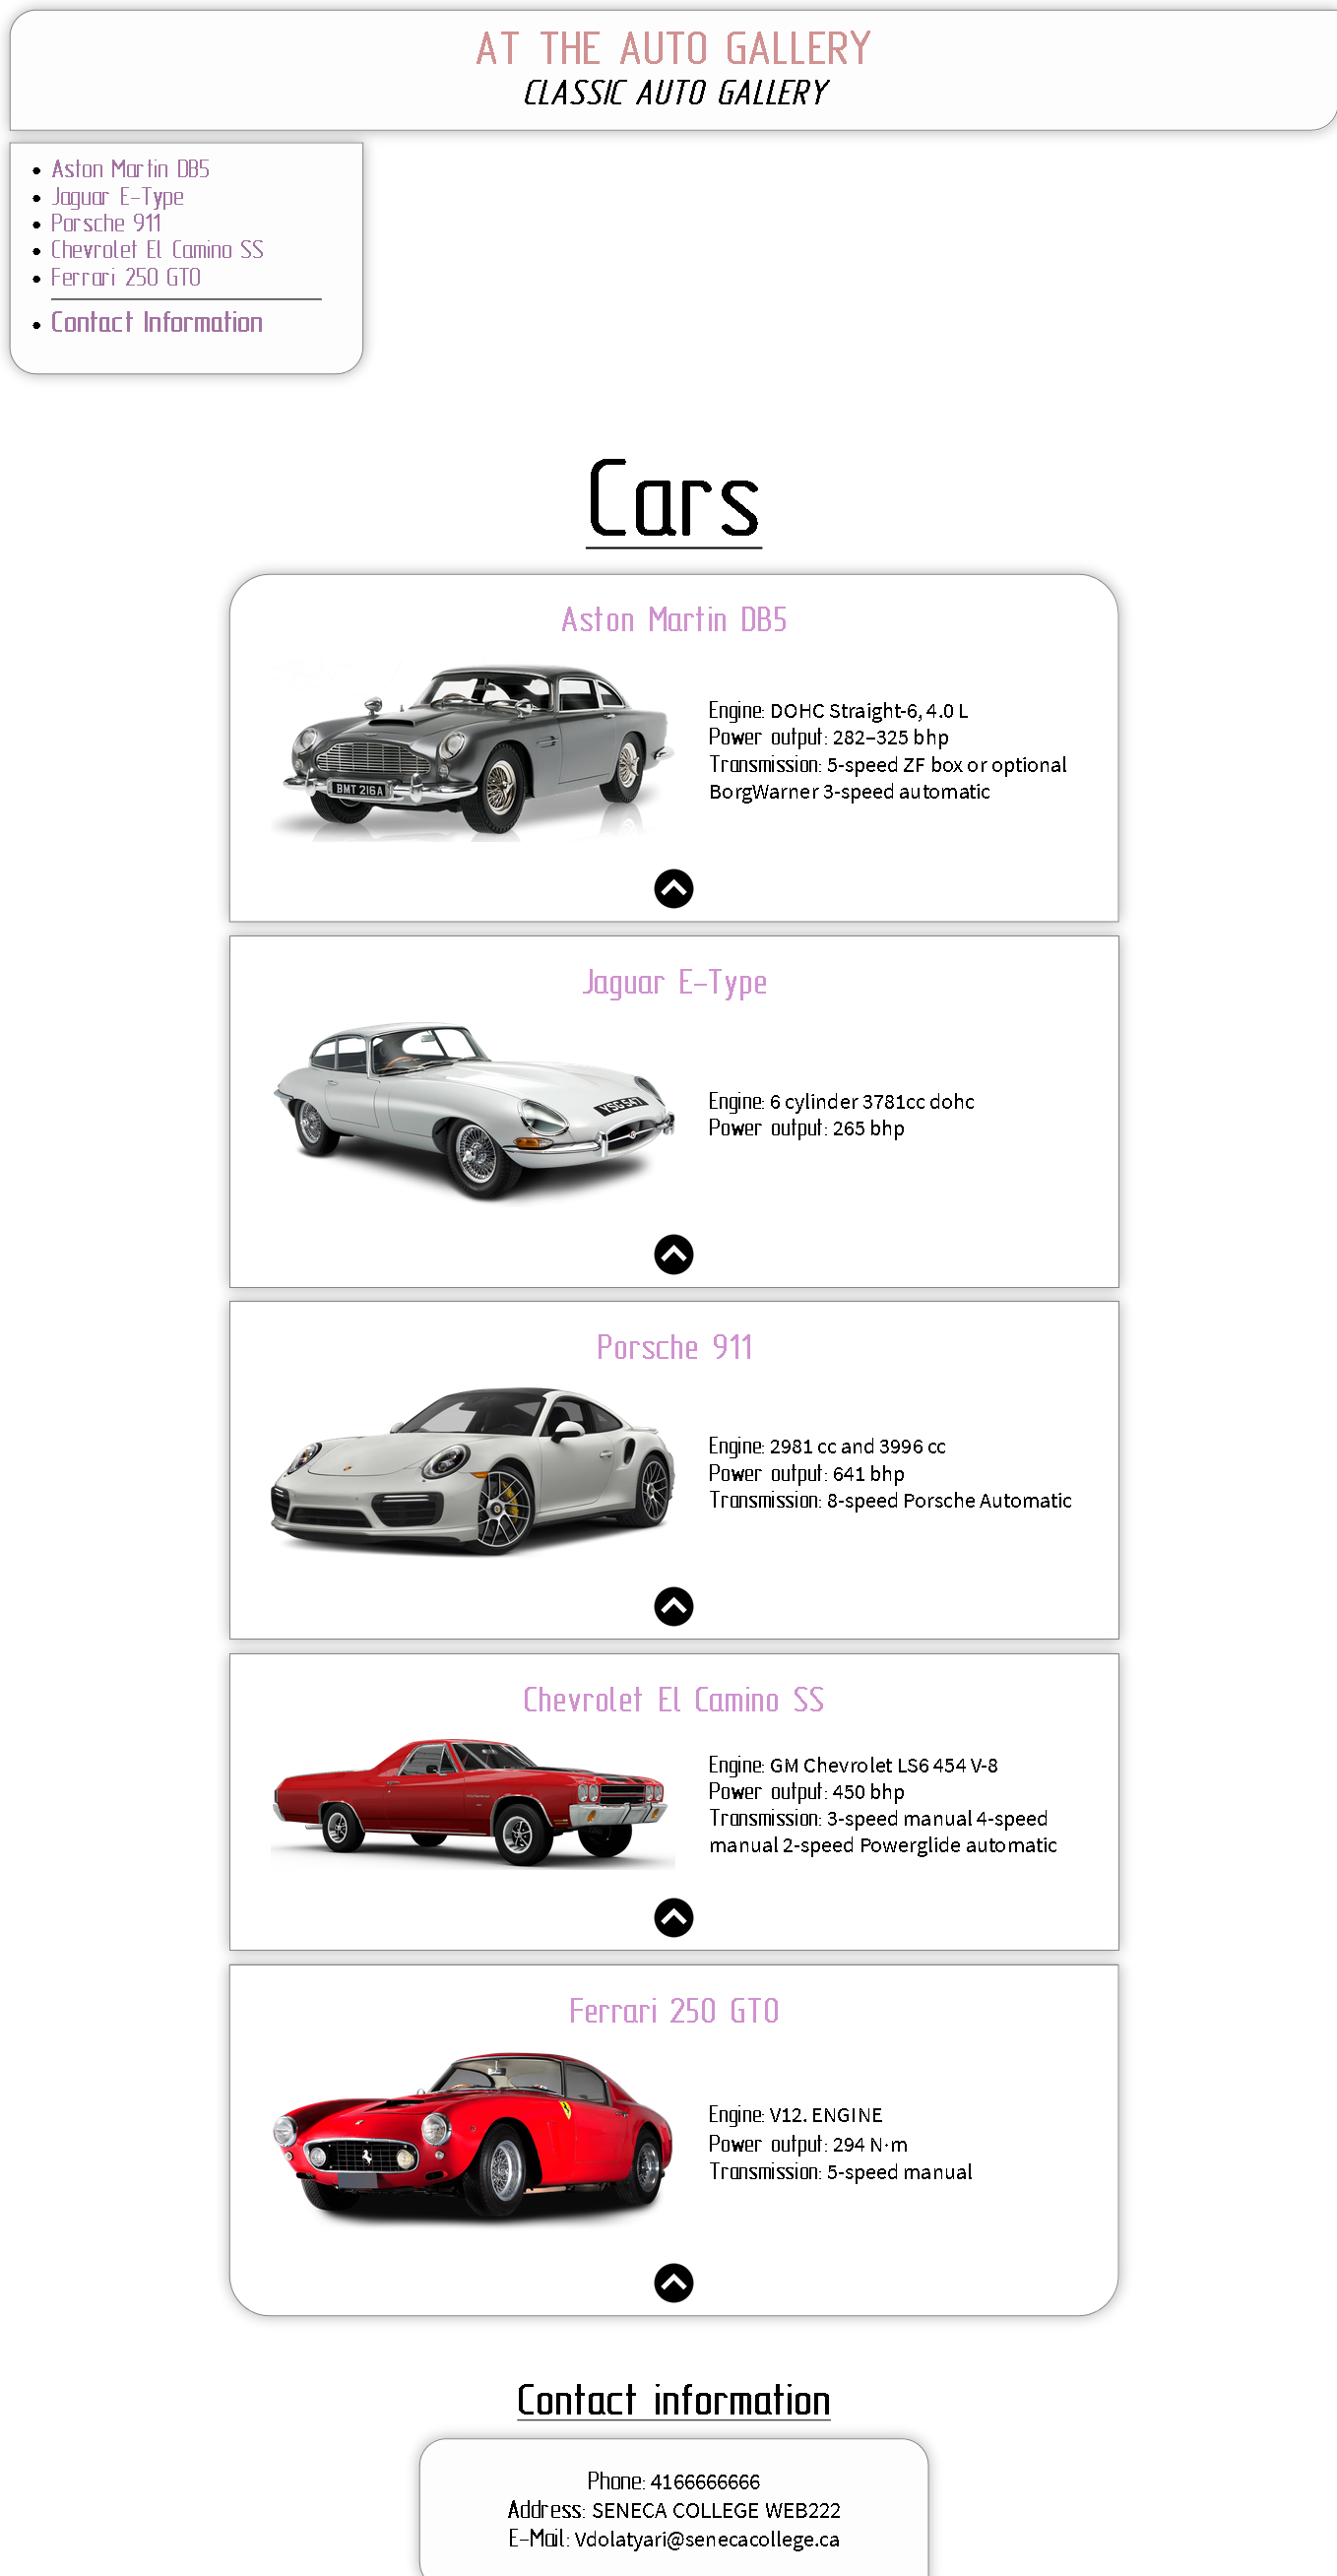 AT THE AUTO GALLERY
CLASSIC AUTO GALLERY
Aston Martin DB5
Jaguar E-Type
Porsche 911
Chevrolet El Camino SS
Ferrari 250 GTO
Contact Information
Cars
Aston Martin DB5
BMT 216A
Engine: DOHC Straight-6, 4.0 L
Power output: 282–325 bhp
Transmission: 5-speed ZF box or optional
BorgWarner 3-speed automatic
Jaguar E-Type
Engine: 6 cylinder 3781cc dohc
Power output: 265 bhp
Porsche 911
Engine: 2981 cc and 3996 cc
Power output: 641 bhp
Transmission: 8-speed Porsche Automatic
Chevrolet El Camino SS
Engine: GM Chevrolet LS6 454 V-8
Power output: 450 bhp
Transmission: 3-speed manual 4-speed
manual 2-speed Powerglide automatic
Ferrari 250 GTO
Engine: V12. ENGINE
Power output: 294 N·m
Transmission: 5-speed manual
Contact information
Phone: 4166666666
Address: SENECA COLLEGE WEB222
E-Mail: Vdolatyari@senecacollege.ca